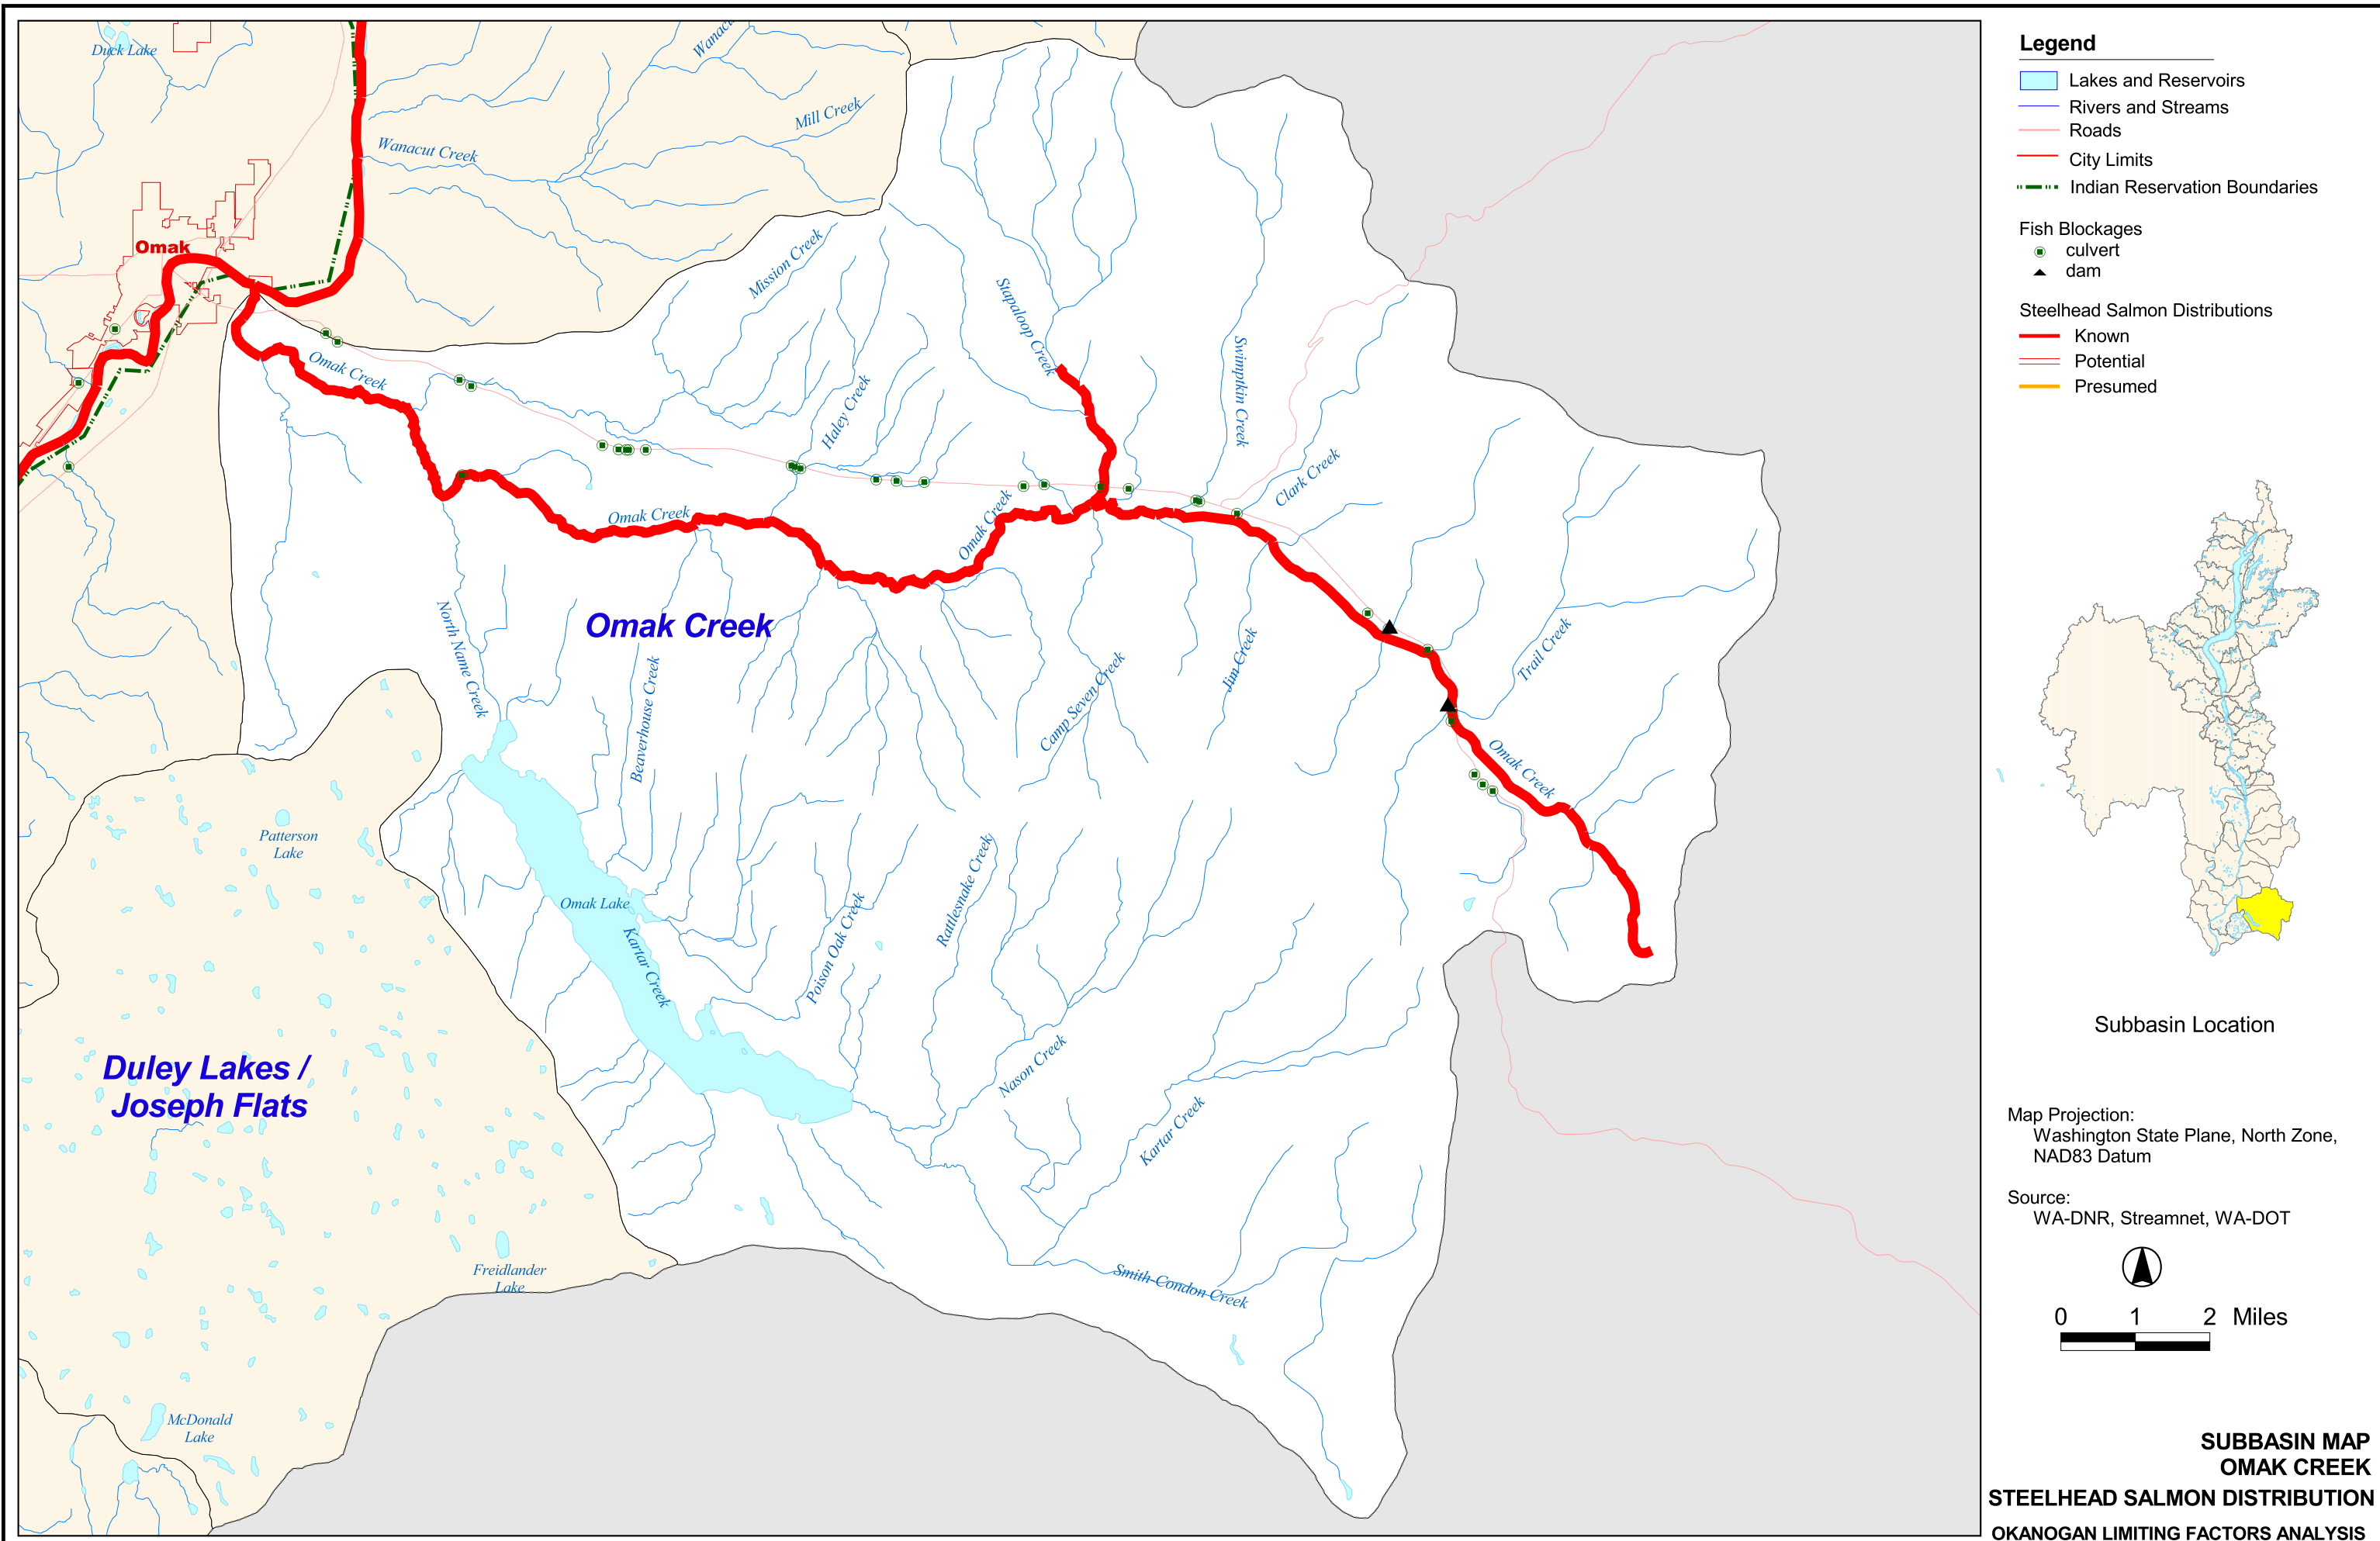 Duck Lake
Wanacu
Mill Creek
Wanacut Creek
Omak
Mission Creek
Stapaloop Creek
Swimptkin Creek
Omak Creek
Haley Creek
Clark Creek
Omak Creek
Omak Creek
North Name Creek
Omak Creek
Beaverhouse Creek
Camp Seven Creek
Jim Creek
Trail Creek
Omak Creek
Patterson
Lake
Omak Lake
Kartar Creek
Poison Oak Creek
Rattlesnake Creek
Nason Creek
Kartar Creek
Duley Lakes /
Joseph Flats
Freidlander
Lake
Smith-Condon Creek
McDonald
Lake
Legend
Lakes and Reservoirs
Rivers and Streams
Roads
City Limits
Indian Reservation Boundaries
Fish Blockages
culvert
dam
Steelhead Salmon Distributions
Known
Potential
Presumed
Subbasin Location
Map Projection:
Washington State Plane, North Zone,
NAD83 Datum
Source:
WA-DNR, Streamnet, WA-DOT
0 1 2 Miles
SUBBASIN MAP
OMAK CREEK
STEELHEAD SALMON DISTRIBUTION
OKANOGAN LIMITING FACTORS ANALYSIS